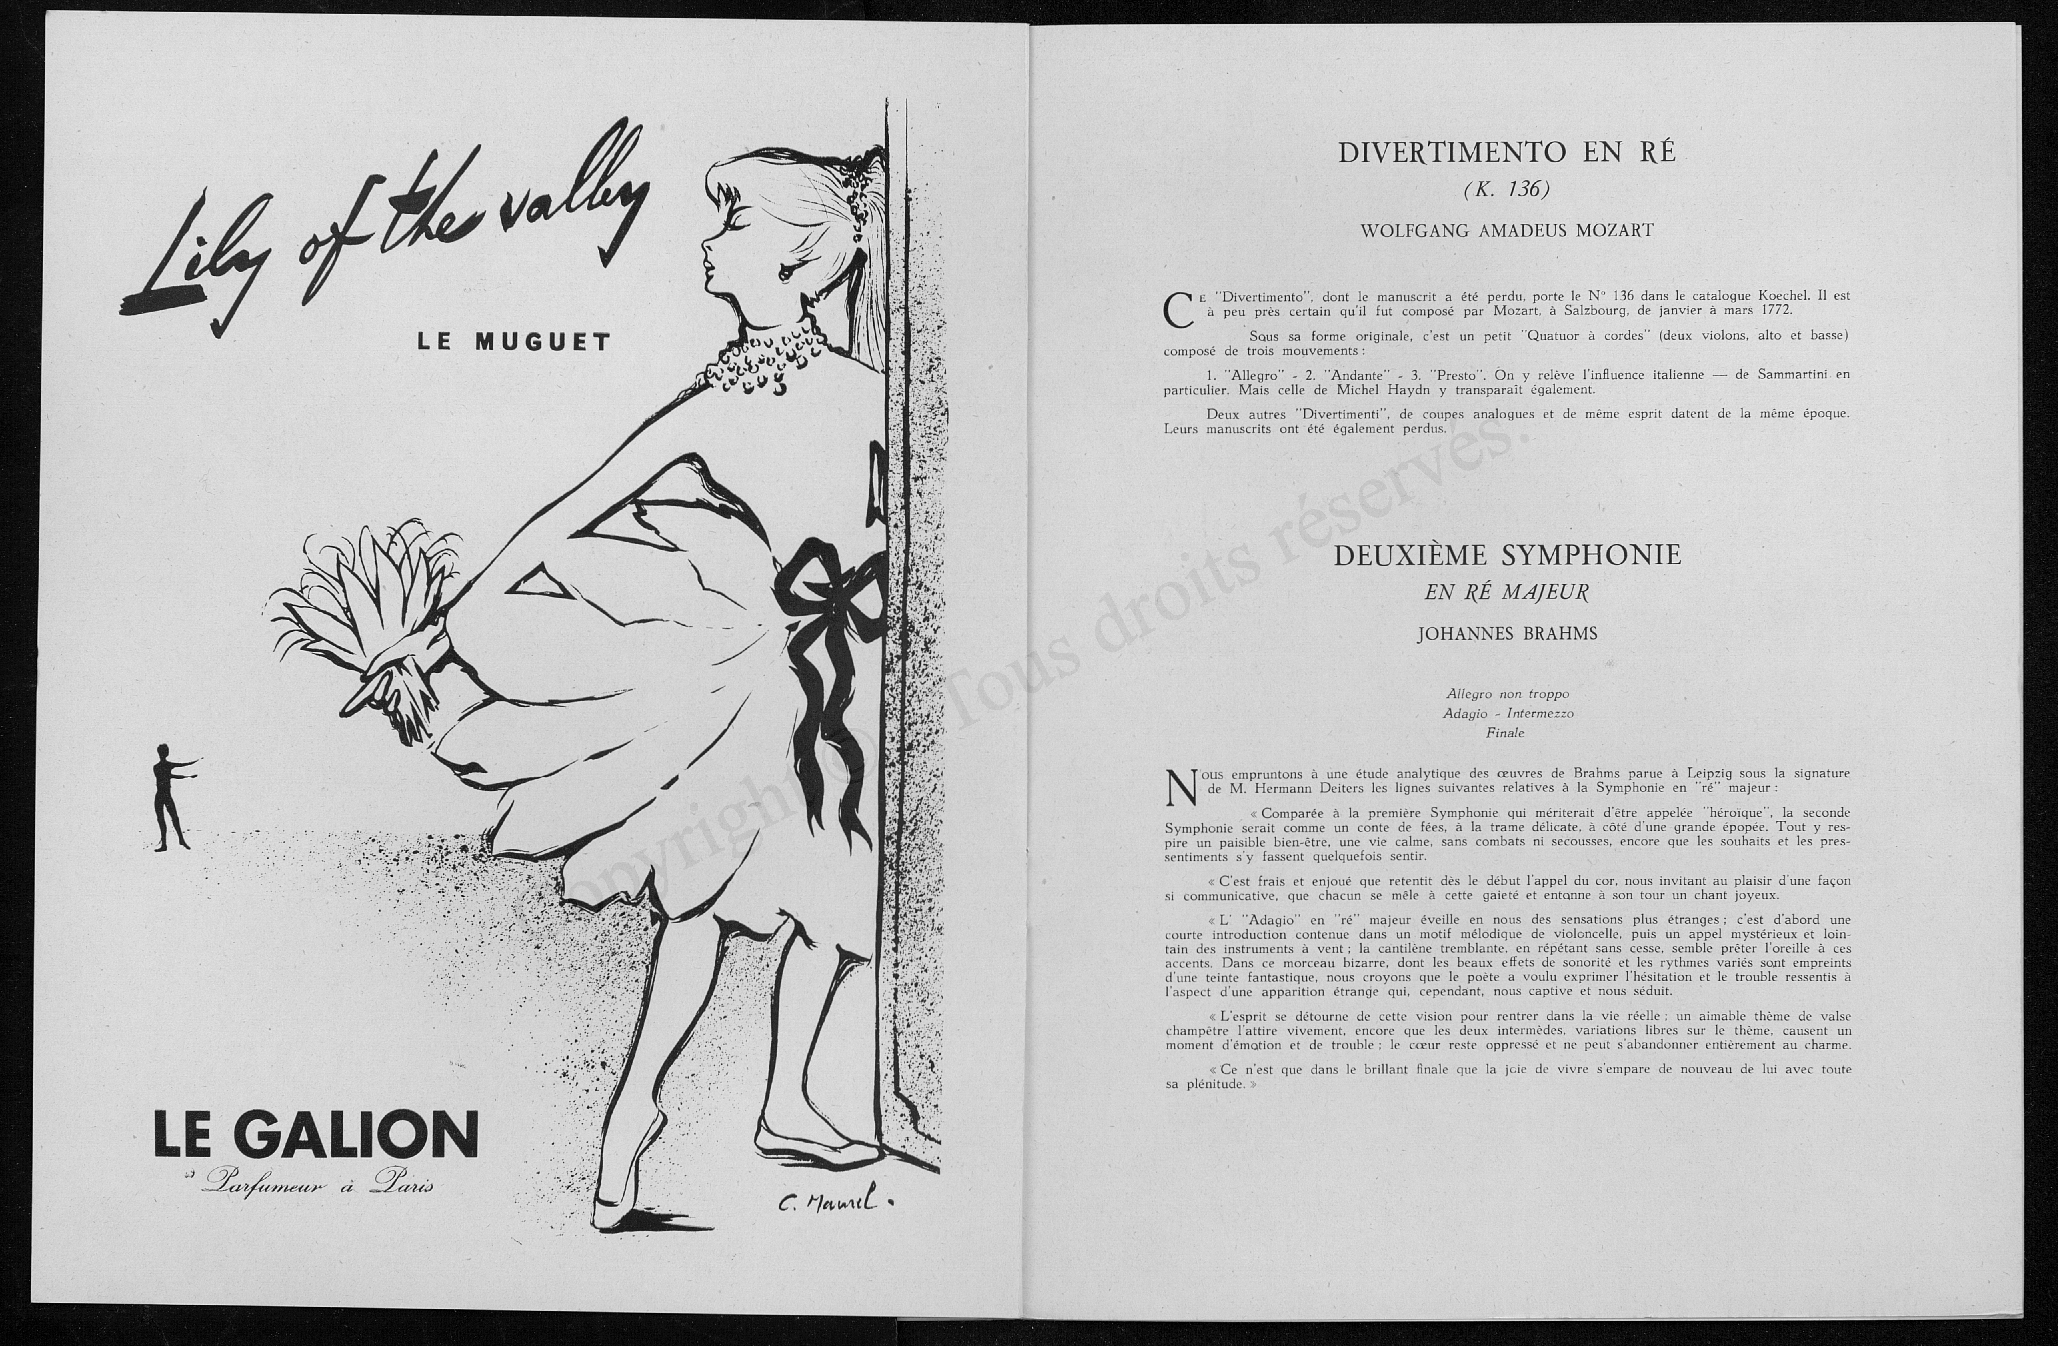 Lily of the valley
LE MUGUET
LE GALION
Parfumeur à Paris
C. Maurel.
DIVERTIMENTO EN RÉ
(K. 136)
WOLFGANG AMADEUS MOZART
CE "Divertimento", dont le manuscrit a été perdu, porte le N° 136 dans le catalogue Koechel. Il est
à peu près certain qu'il fut composé par Mozart, à Salzbourg, de janvier à mars 1772.
Sous sa forme originale, c'est un petit "Quatuor à cordes" (deux violons, alto et basse)
composé de trois mouvements :
1. "Allegro" - 2. "Andante" - 3. "Presto". On y relève l'influence italienne — de Sammartini en
particulier. Mais celle de Michel Haydn y transparaît également.
Deux autres "Divertimenti", de coupes analogues et de même esprit datent de la même époque.
Leurs manuscrits ont été également perdus.
DEUXIÈME SYMPHONIE
EN RÉ MAJEUR
JOHANNES BRAHMS
Allegro non troppo
Adagio - Intermezzo
Finale
NOUS empruntons à une étude analytique des œuvres de Brahms parue à Leipzig sous la signature
de M. Hermann Deiters les lignes suivantes relatives à la Symphonie en "ré" majeur :
« Comparée à la première Symphonie qui mériterait d'être appelée "héroïque", la seconde
Symphonie serait comme un conte de fées, à la trame délicate, à côté d'une grande épopée. Tout y res-
pire un paisible bien-être, une vie calme, sans combats ni secousses, encore que les souhaits et les pres-
sentiments s'y fassent quelquefois sentir.
« C'est frais et enjoué que retentit dès le début l'appel du cor, nous invitant au plaisir d'une façon
si communicative, que chacun se mêle à cette gaieté et entonne à son tour un chant joyeux.
« L' "Adagio" en "ré" majeur éveille en nous des sensations plus étranges ; c'est d'abord une
courte introduction contenue dans un motif mélodique de violoncelle, puis un appel mystérieux et loin-
tain des instruments à vent ; la cantilène tremblante, en répétant sans cesse, semble prêter l'oreille à ces
accents. Dans ce morceau bizarre, dont les beaux effets de sonorité et les rythmes variés sont empreints
d'une teinte fantastique, nous croyons que le poète a voulu exprimer l'hésitation et le trouble ressentis à
l'aspect d'une apparition étrange qui, cependant, nous captive et nous séduit.
« L'esprit se détourne de cette vision pour rentrer dans la vie réelle ; un aimable thème de valse
champêtre l'attire vivement, encore que les deux intermèdes, variations libres sur le thème, causent un
moment d'émotion et de trouble ; le cœur reste oppressé et ne peut s'abandonner entièrement au charme.
« Ce n'est que dans le brillant finale que la joie de vivre s'empare de nouveau de lui avec toute
sa plénitude. »
Copyright © Tous droits réservés.